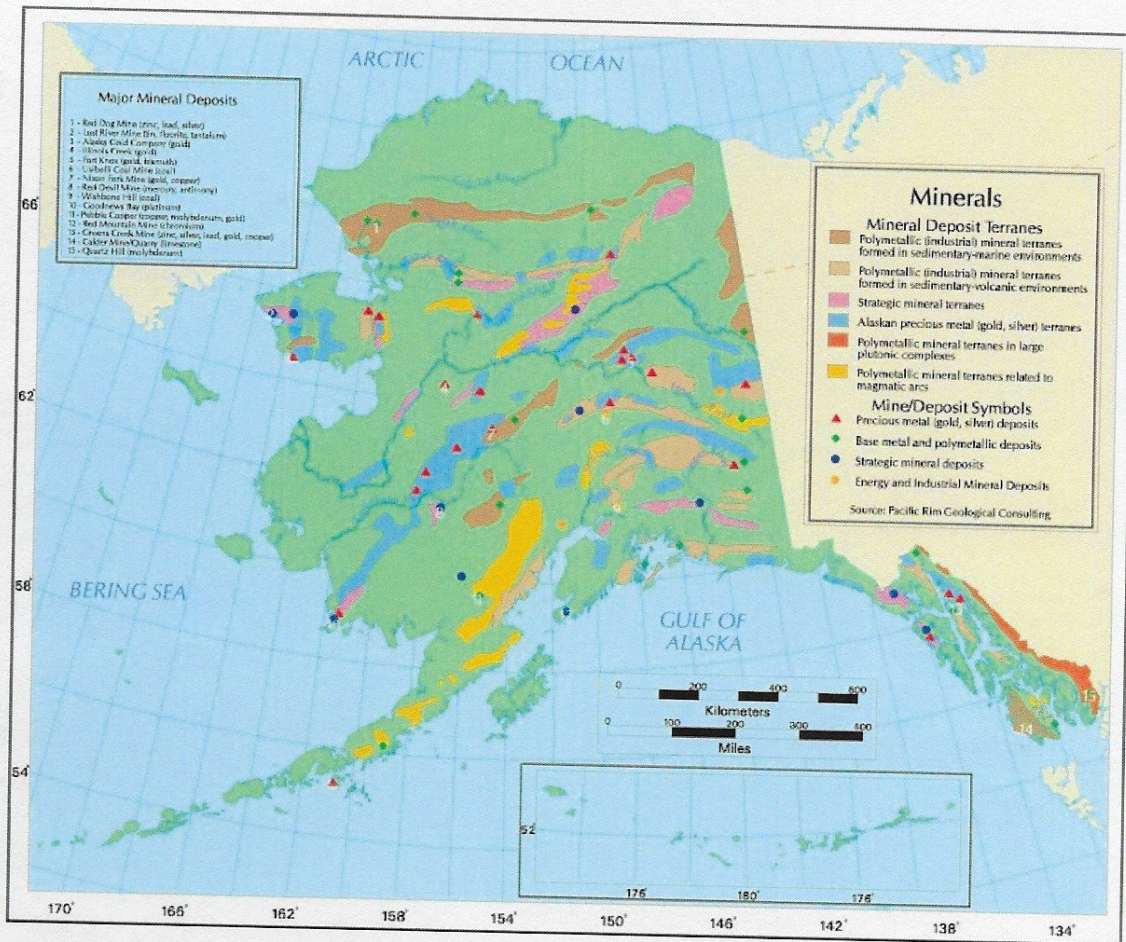 ARCTIC OCEAN
Major Mineral Deposits
1 - Red Dog Mine (zinc, lead, silver)
2 - Lost River Mine (tin, fluorite, tantalum)
3 - Alaska Gold Company (gold)
4 - Illinois Creek (gold)
5 - Fort Knox (gold, bismuth)
6 - Usibelli Coal Mine (coal)
7 - Nixon Fork Mine (gold, copper)
8 - Red Devil Mine (mercury, antimony)
9 - Wishbone Hill (coal)
10 - Goodnews Bay (platinum)
11 - Pebble Copper (copper, molybdenum, gold)
12 - Red Mountain Mine (chromium)
13 - Greens Creek Mine (zinc, silver, lead, gold, copper)
14 - Calder Mine/Quarry (limestone)
15 - Quartz Hill (molybdenum)
Minerals
Mineral Deposit Terranes
Polymetallic (industrial) mineral terranes
formed in sedimentary-marine environments
Polymetallic (industrial) mineral terranes
formed in sedimentary-volcanic environments
Strategic mineral terranes
Alaskan precious metal (gold, silver) terranes
Polymetallic mineral terranes in large
plutonic complexes
Polymetallic mineral terranes related to
magmatic arcs
Mine/Deposit Symbols
Precious metal (gold, silver) deposits
Base metal and polymetallic deposits
Strategic mineral deposits
Energy and Industrial Mineral Deposits
Source: Pacific Rim Geological Consulting
66°
62°
58°
54°
1
BERING SEA
GULF OF
ALASKA
14
15
0 200 400 600
Kilometers
0 100 200 300 400
Miles
52°
176° 180° 176°
170° 166° 162° 158° 154° 150° 146° 142° 138° 134°